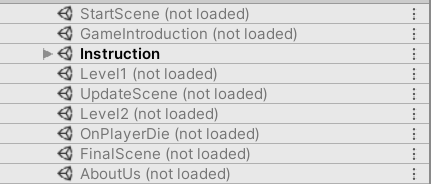 StartScene (not loaded)
GameIntroduction (not loaded)
Instruction
Level1 (not loaded)
UpdateScene (not loaded)
Level2 (not loaded)
OnPlayerDie (not loaded)
FinalScene (not loaded)
AboutUs (not loaded)